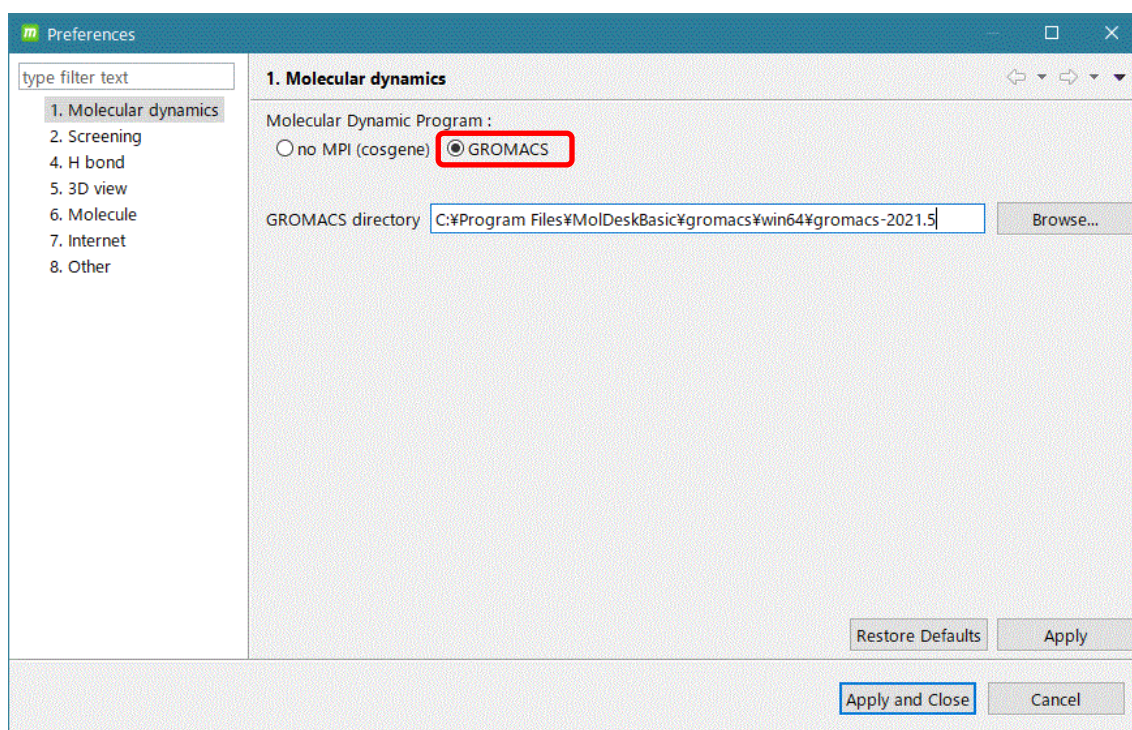 Preferences
type filter text
1. Molecular dynamics
2. Screening
4. H bond
5. 3D view
6. Molecule
7. Internet
8. Other
1. Molecular dynamics
Molecular Dynamic Program :
no MPI (cosgene) GROMACS
GROMACS directory C:¥Program Files¥MolDeskBasic¥gromacs¥win64¥gromacs-2021.5 Browse...
Restore Defaults Apply
Apply and Close Cancel